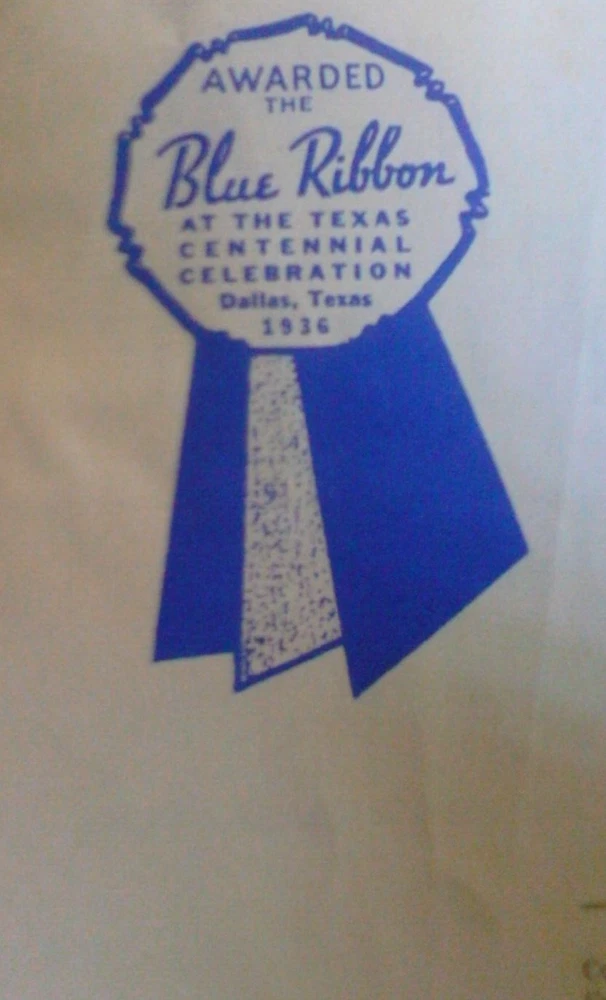 AWARDED
THE
Blue Ribbon
AT THE TEXAS
CENTENNIAL
CELEBRATION
Dallas, Texas
1936